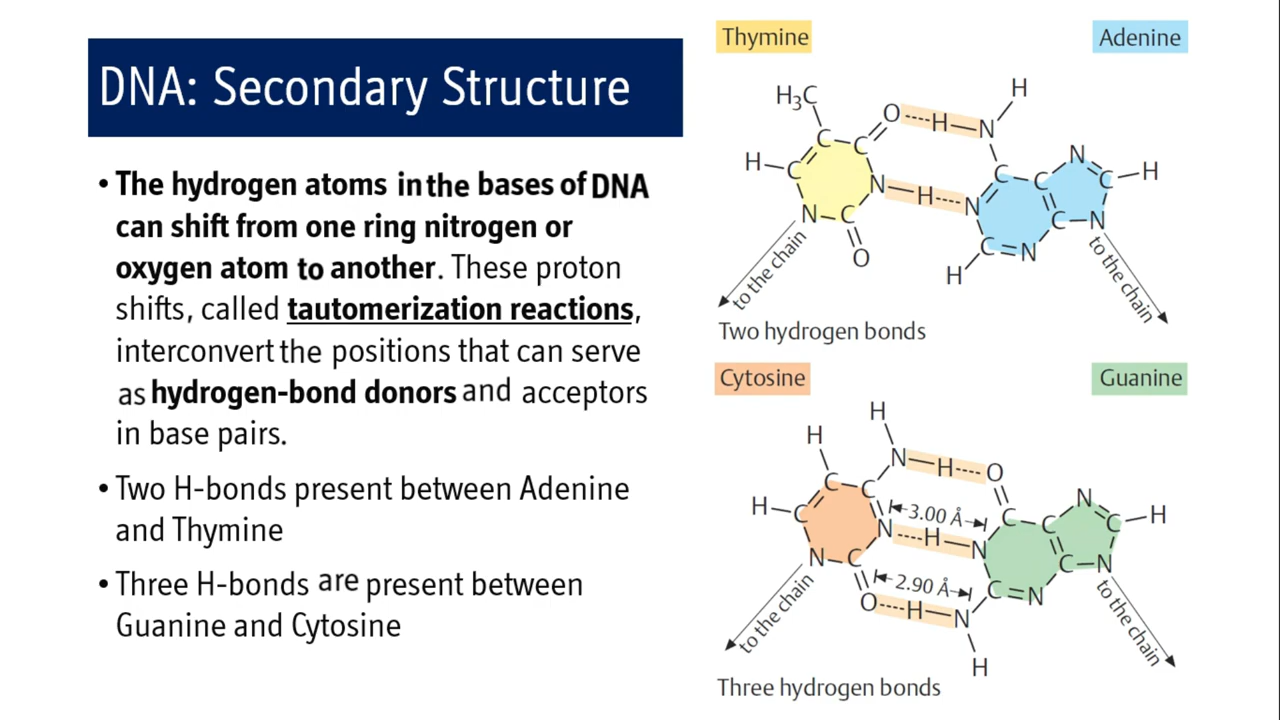 DNA: Secondary Structure
• The hydrogen atoms in the bases of DNA
can shift from one ring nitrogen or
oxygen atom to another. These proton
shifts, called tautomerization reactions,
interconvert the positions that can serve
as hydrogen-bond donors and acceptors
in base pairs.
• Two H-bonds present between Adenine
and Thymine
• Three H-bonds are present between
Guanine and Cytosine
Thymine
Adenine
H
H₃C
O
H
N
C
C
N
H
C
C
C
C
H
N
H
N
N
C
C
N
C
N
O
H
to the chain
to the chain
Two hydrogen bonds
Cytosine
Guanine
H
H
N
H
O
C
C
H
C
3.00 Å
C
C
N
C
H
N
H
N
N
C
C
N
2.90 Å
C
N
O
H
N
H
to the chain
to the chain
Three hydrogen bonds